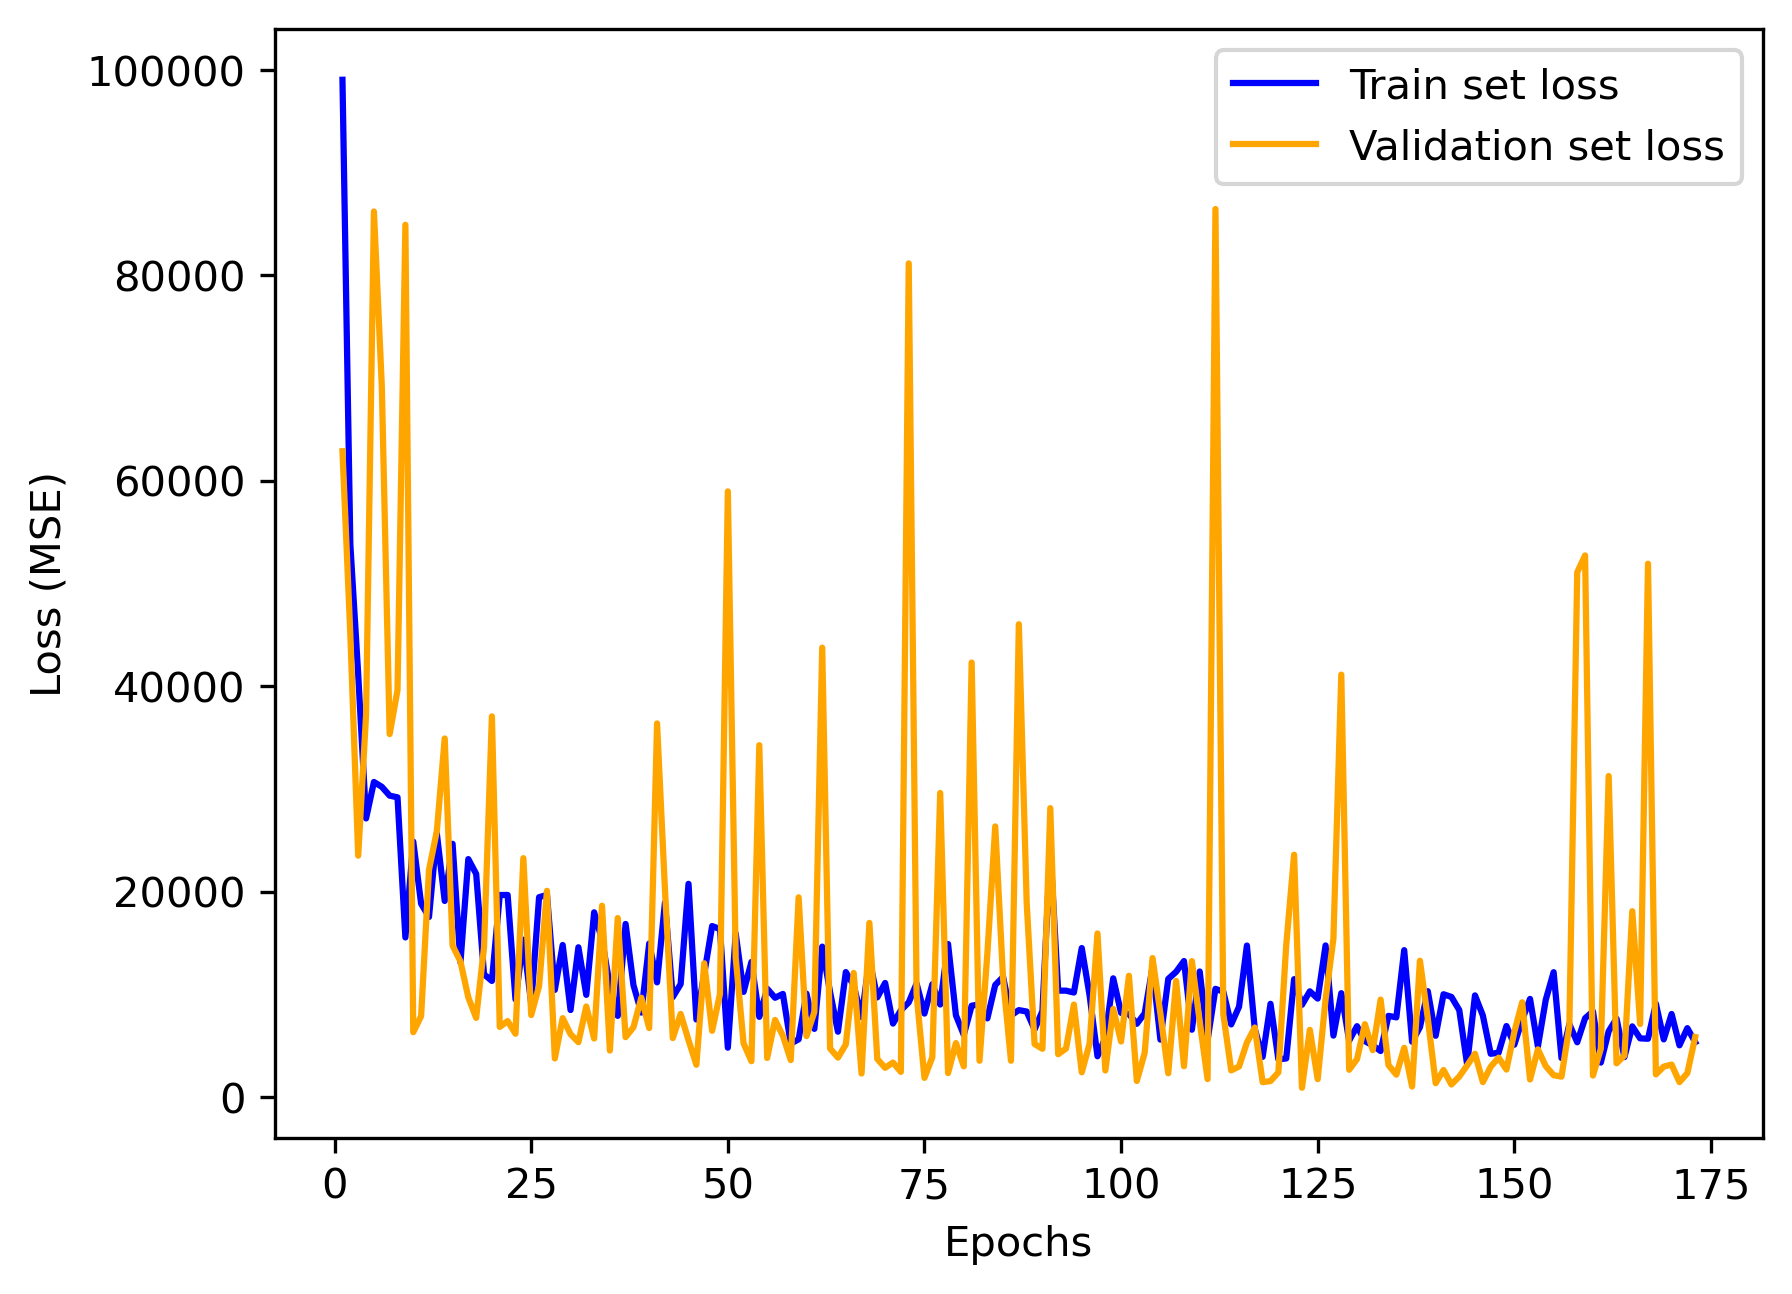 100000
80000
60000
40000
20000
0
Loss (MSE)
Train set loss
Validation set loss
0 25 50 75 100 125 150 175
Epochs